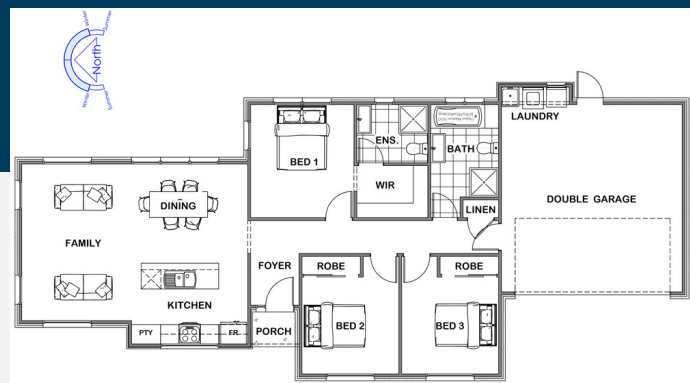 Winter
Summer
North
Winter
Summer
LAUNDRY
BED 1
ENS.
BATH
WIR
LINEN
DOUBLE GARAGE
DINING
FAMILY
KITCHEN
FOYER
ROBE
ROBE
PTY
FR.
PORCH
BED 2
BED 3